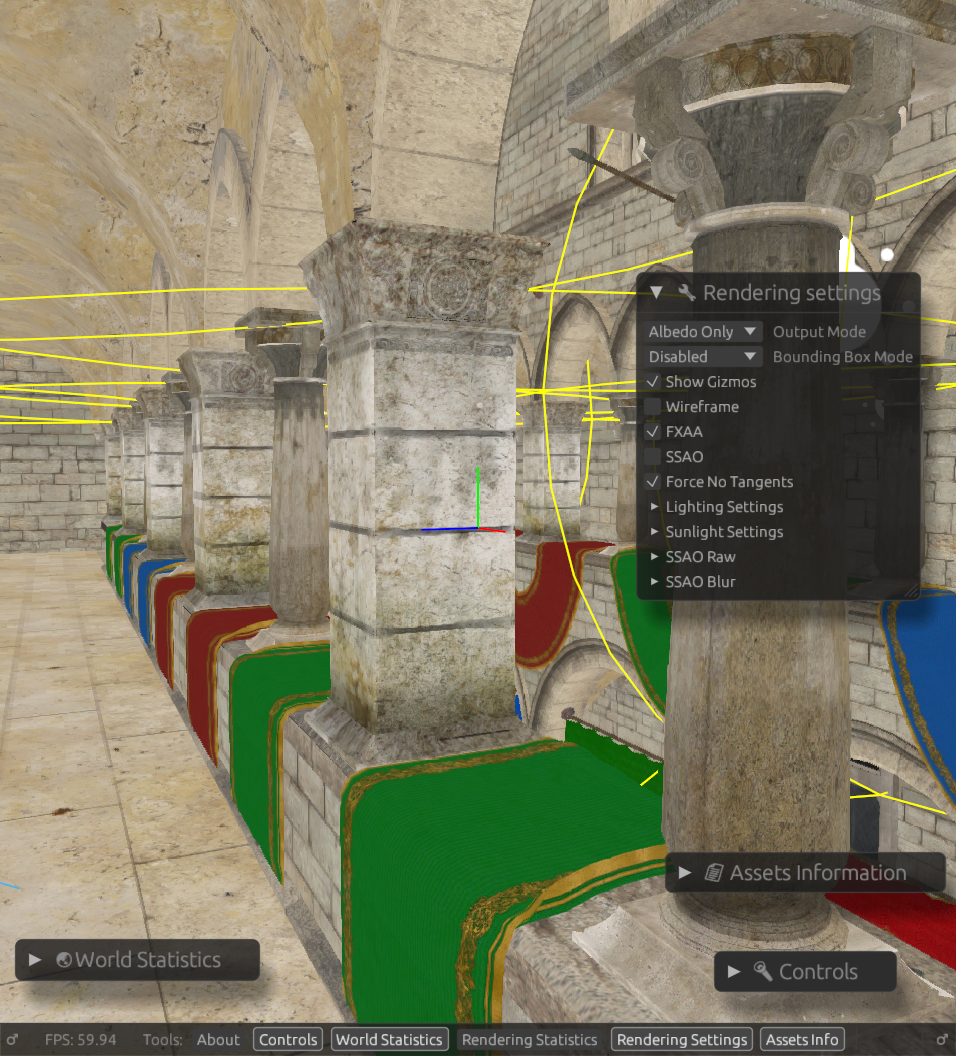 Rendering settings
Albedo Only Output Mode
Disabled Bounding Box Mode
Show Gizmos
Wireframe
FXAA
SSAO
Force No Tangents
Lighting Settings
Sunlight Settings
SSAO Raw
SSAO Blur
Assets Information
World Statistics
Controls
FPS: 59.94 Tools: About Controls World Statistics Rendering Statistics Rendering Settings Assets Info